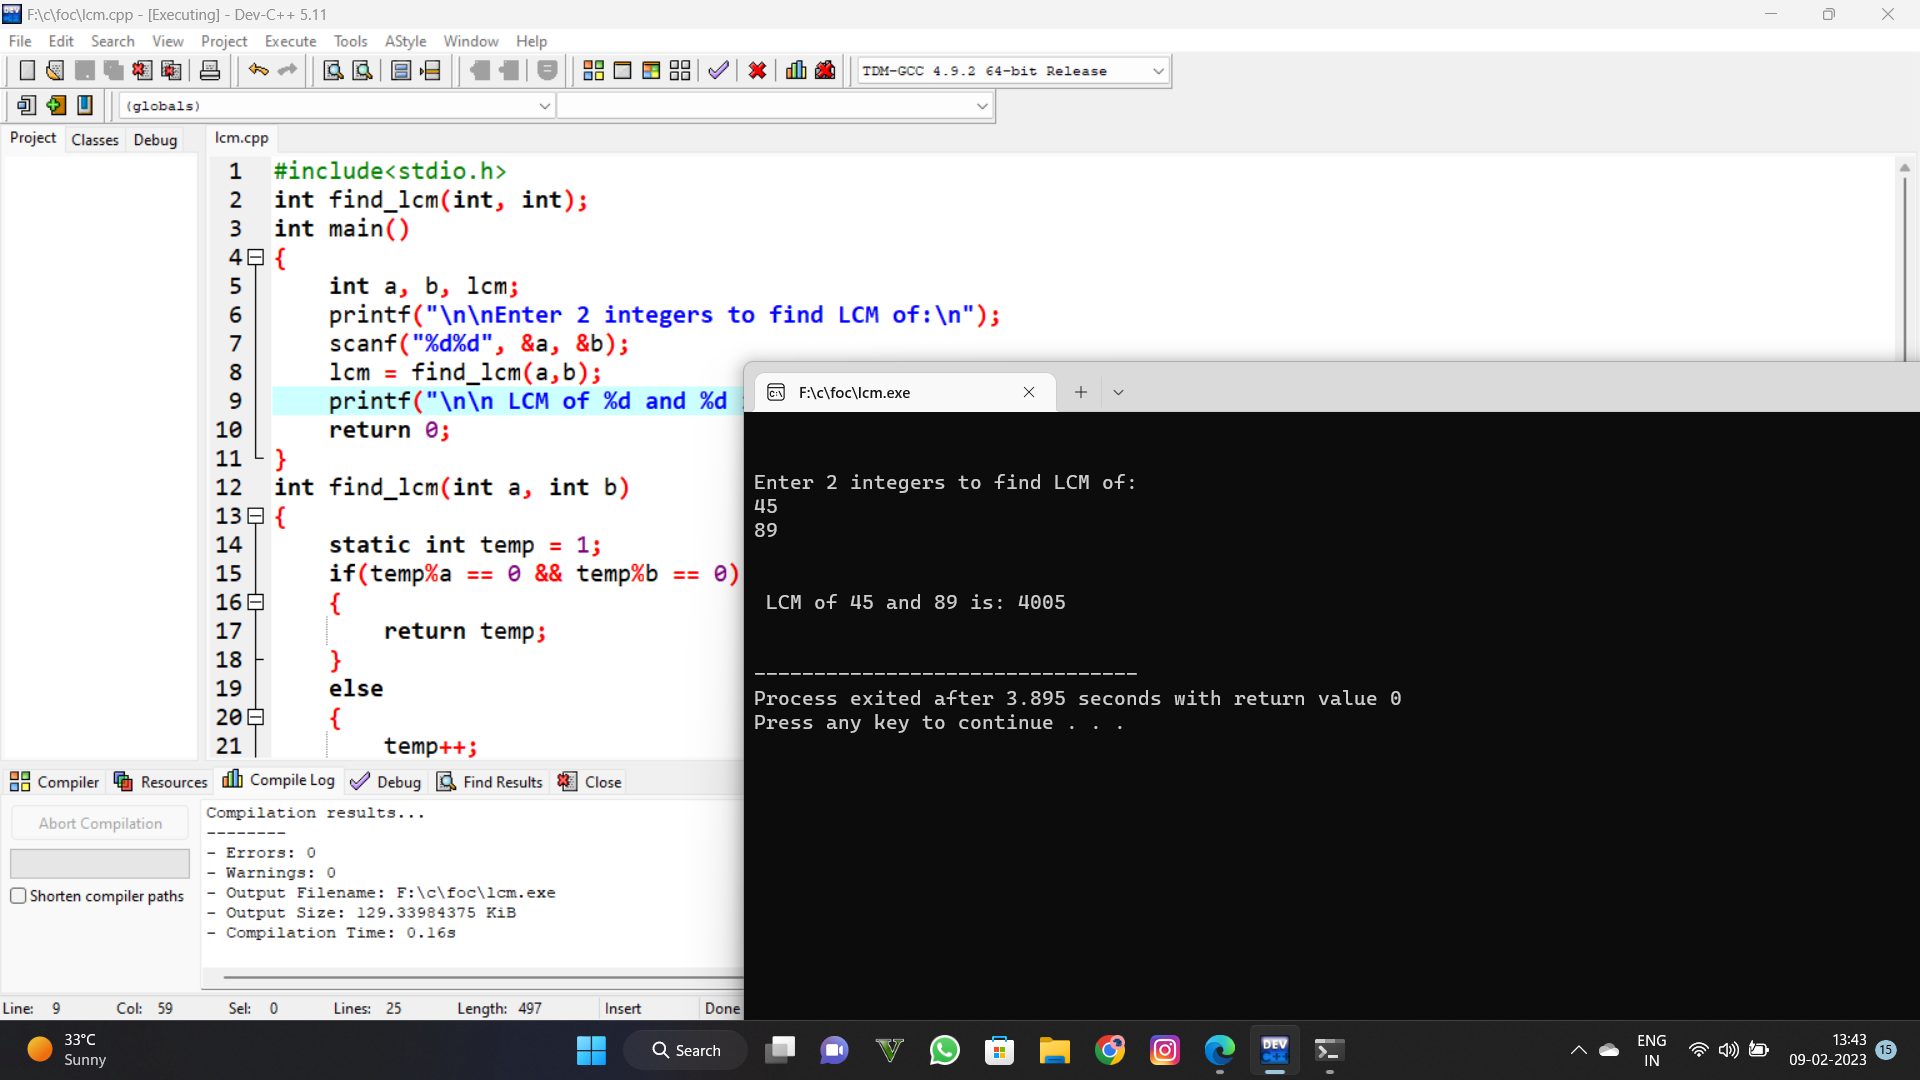 F:\c\foc\lcm.cpp - [Executing] - Dev-C++ 5.11
File Edit Search View Project Execute Tools AStyle Window Help
TDM-GCC 4.9.2 64-bit Release
(globals)
Project Classes Debug
lcm.cpp
1 #include<stdio.h>
2 int find_lcm(int, int);
3 int main()
4 {
5 int a, b, lcm;
6 printf("\n\nEnter 2 integers to find LCM of:\n");
7 scanf("%d%d", &a, &b);
8 lcm = find_lcm(a,b);
9 printf("\n\n LCM of %d and %d
10 return 0;
11 }
12 int find_lcm(int a, int b)
13 {
14 static int temp = 1;
15 if(temp%a == 0 && temp%b == 0)
16 {
17 return temp;
18 }
19 else
20 {
21 temp++;
F:\c\foc\lcm.exe
Enter 2 integers to find LCM of:
45
89
LCM of 45 and 89 is: 4005
--------------------------------
Process exited after 3.895 seconds with return value 0
Press any key to continue . . .
Compiler Resources Compile Log Debug Find Results Close
Abort Compilation
Shorten compiler paths
Compilation results...
--------
- Errors: 0
- Warnings: 0
- Output Filename: F:\c\foc\lcm.exe
- Output Size: 129.33984375 KiB
- Compilation Time: 0.16s
Line: 9 Col: 59 Sel: 0 Lines: 25 Length: 497 Insert Done
33°C
Sunny
Search
DEV
C++
ENG
IN
13:43
09-02-2023
15